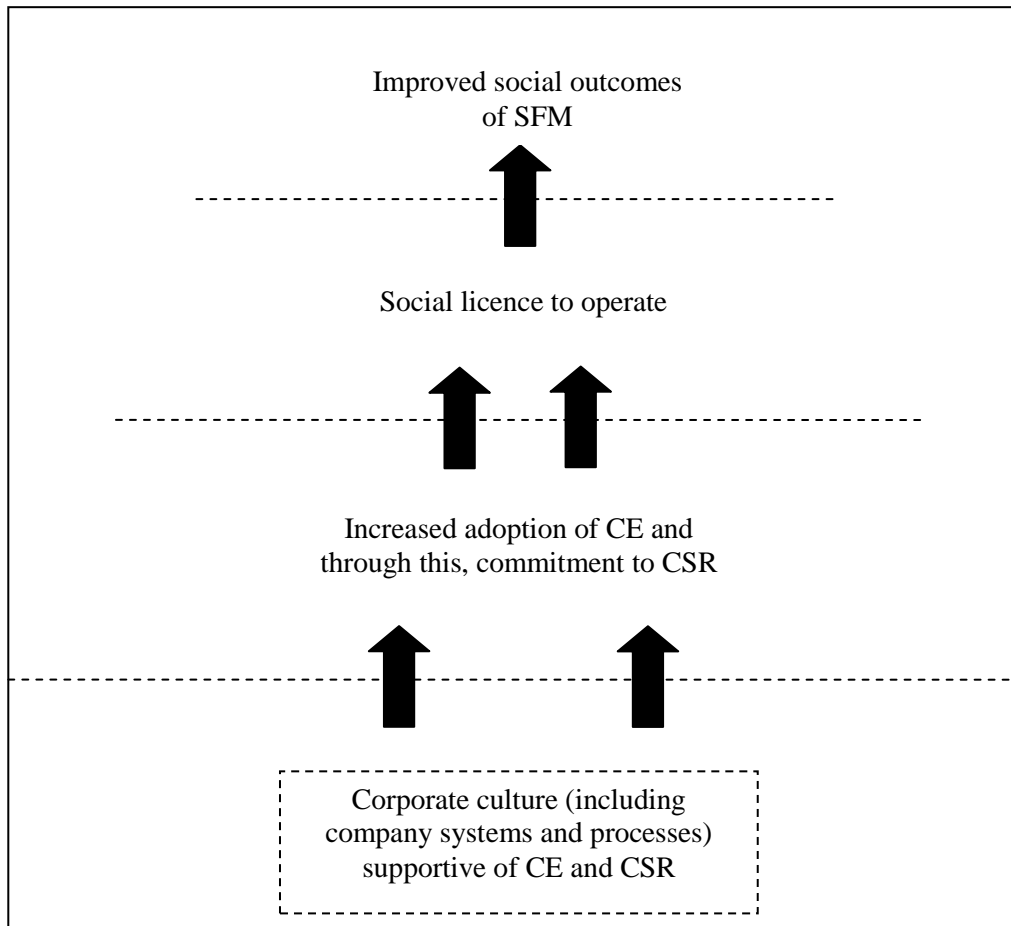 Improved social outcomes
of SFM
Social licence to operate
Increased adoption of CE and
through this, commitment to CSR
Corporate culture (including
company systems and processes)
supportive of CE and CSR